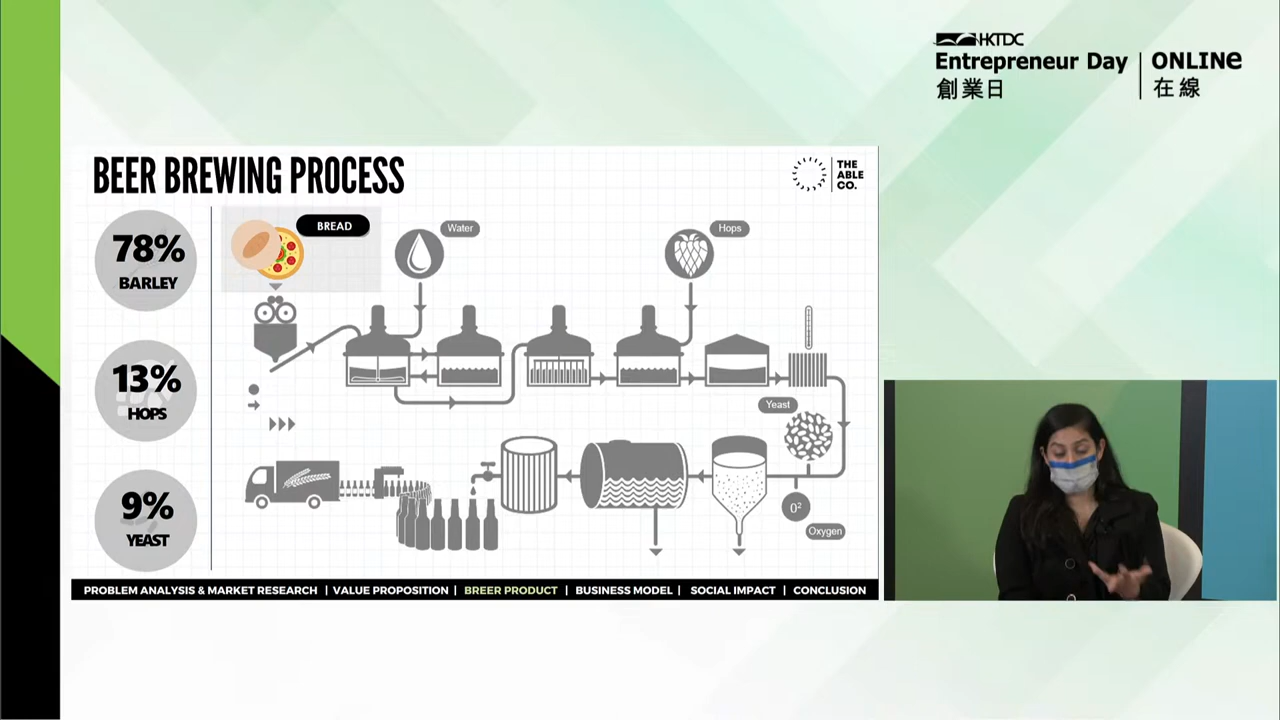 HKTDC
Entrepreneur Day
創業日
ONLINe
在線
BEER BREWING PROCESS
THE
ABLE
CO.
78%
BARLEY
13%
HOPS
9%
YEAST
BREAD
Water
Hops
Yeast
0²
Oxygen
PROBLEM ANALYSIS & MARKET RESEARCH | VALUE PROPOSITION | BREER PRODUCT | BUSINESS MODEL | SOCIAL IMPACT | CONCLUSION